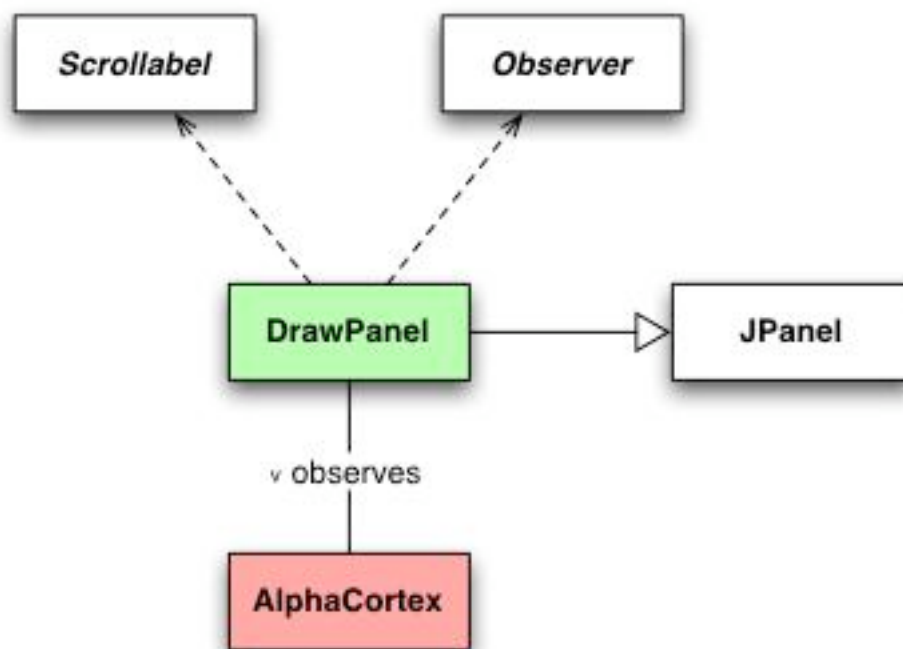 Scrollabel
Observer
DrawPanel
JPanel
v observes
AlphaCortex